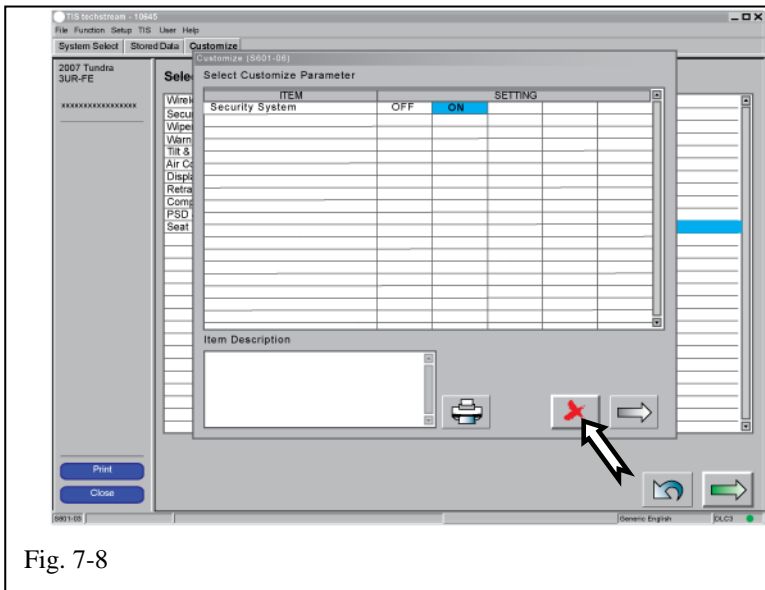 TIS techstream - 10645
File Function Setup TIS User Help
System Select Stored Data Customize
2007 Tundra
3UR-FE
xxxxxxxxxxxxxxxxx
Print
Close
Sele
Wirel
Secu
Wipe
Warn
Tilt &
Air Co
Displ
Retra
Comp
PSD
Seat
Customize (S601-06)
Select Customize Parameter
ITEM SETTING
Security System OFF ON
Item Description
S601-05 Generic English DLC3
Fig. 7-8